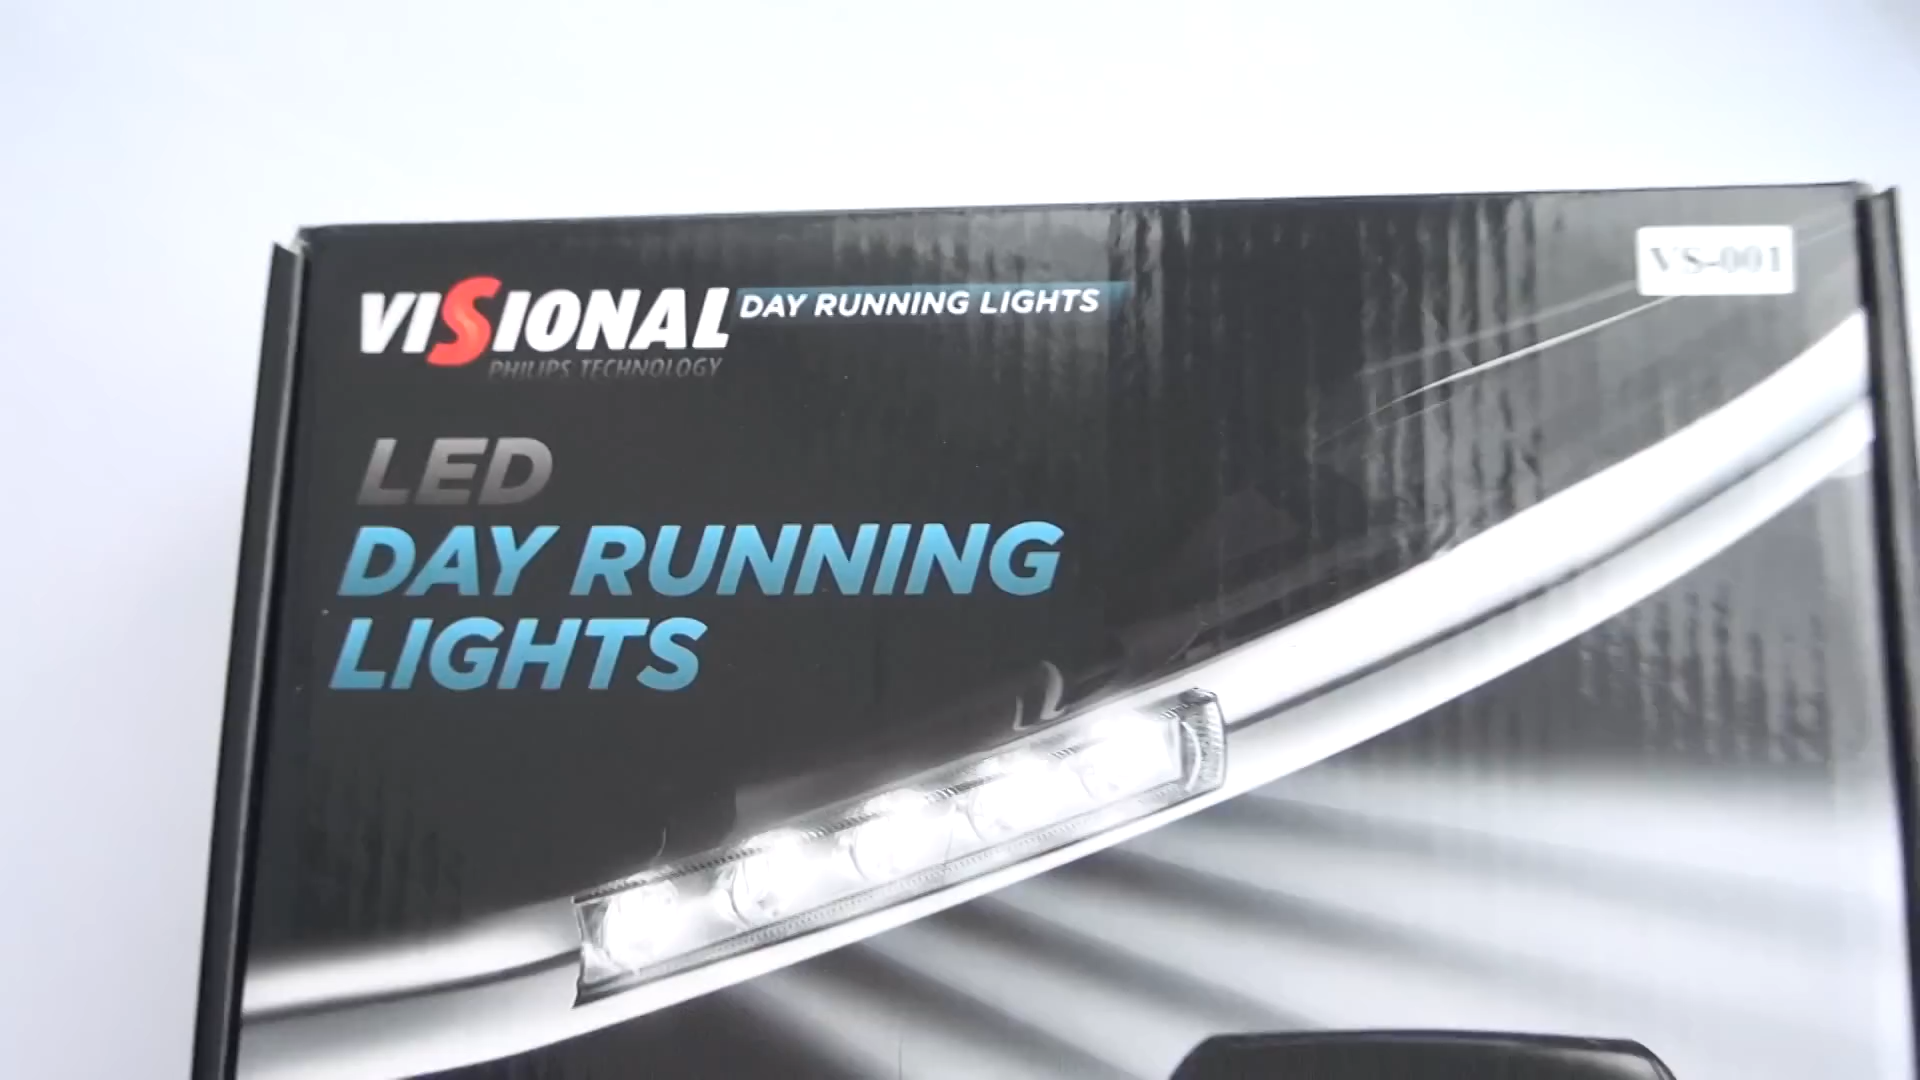 VISIONAL DAY RUNNING LIGHTS
PHILIPS TECHNOLOGY
VS-001
LED
DAY RUNNING
LIGHTS